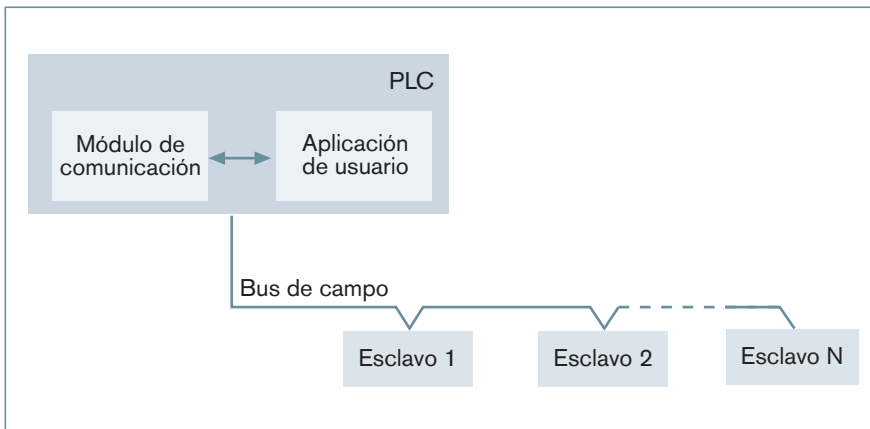 PLC
Módulo de
comunicación
Aplicación
de usuario
Bus de campo
Esclavo 1
Esclavo 2
Esclavo N